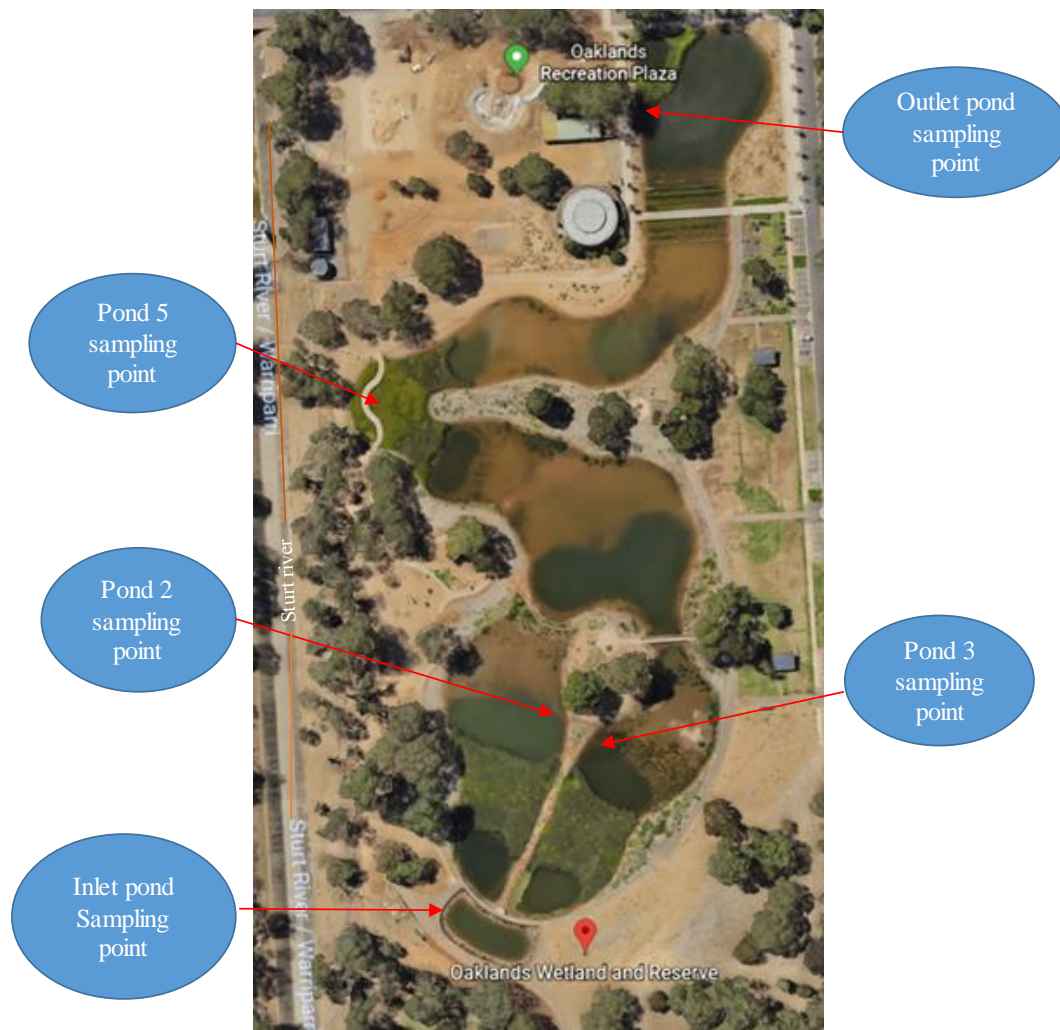 Oaklands
Recreation Plaza
Outlet pond
sampling
point
Sturt River / Warripari
Pond 5
sampling
point
Sturt river
Pond 2
sampling
point
Pond 3
sampling
point
Inlet pond
Sampling
point
Sturt River / Warripari
Oaklands Wetland and Reserve